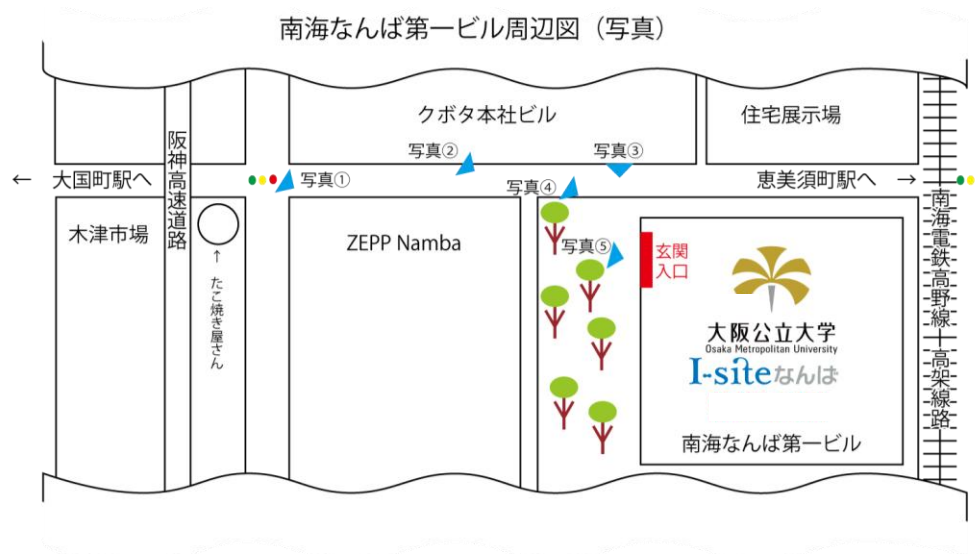 南海なんば第一ビル周辺図（写真）
クボタ本社ビル
住宅展示場
阪神高速道路
写真②
写真③
← 大国町駅へ
写真①
写真④
恵美須町駅へ →
木津市場
ZEPP Namba
写真⑤
玄関
入口
↑ たこ焼き屋さん
大阪公立大学
Osaka Metropolitan University
I-siteなんば
南海なんば第一ビル
南海電鉄高野線
高架線路